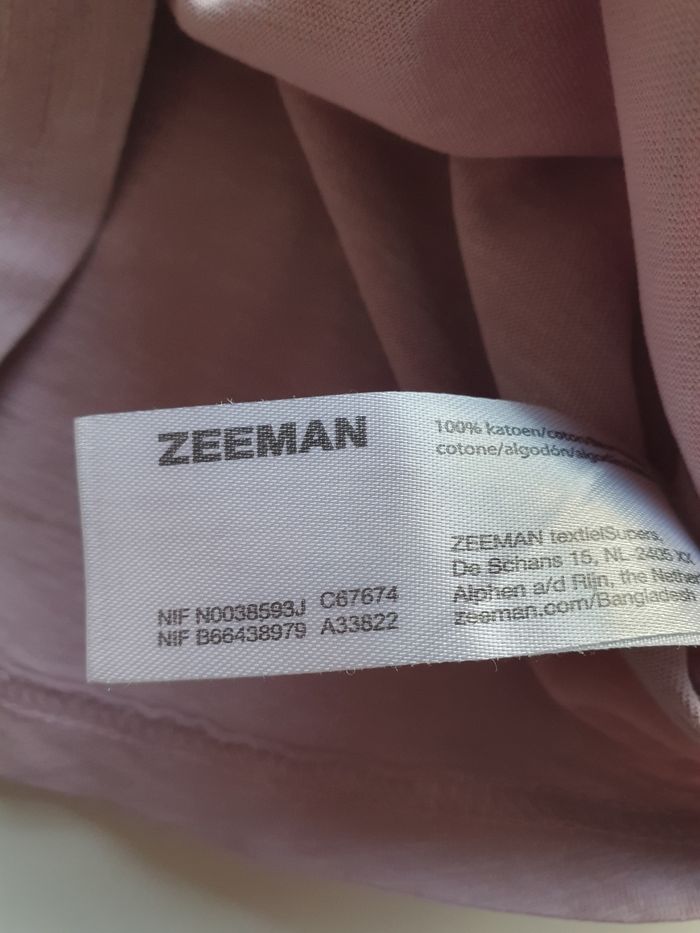 ZEEMAN
NIF N0038593J C67674
NIF B66438979 A33822
100% katoen/coton/
cotone/algodón/
ZEEMAN textielSupers,
De Schans 15, NL-2405 XX
Alphen a/d Rijn, the
zeeman.com/Bangladesh